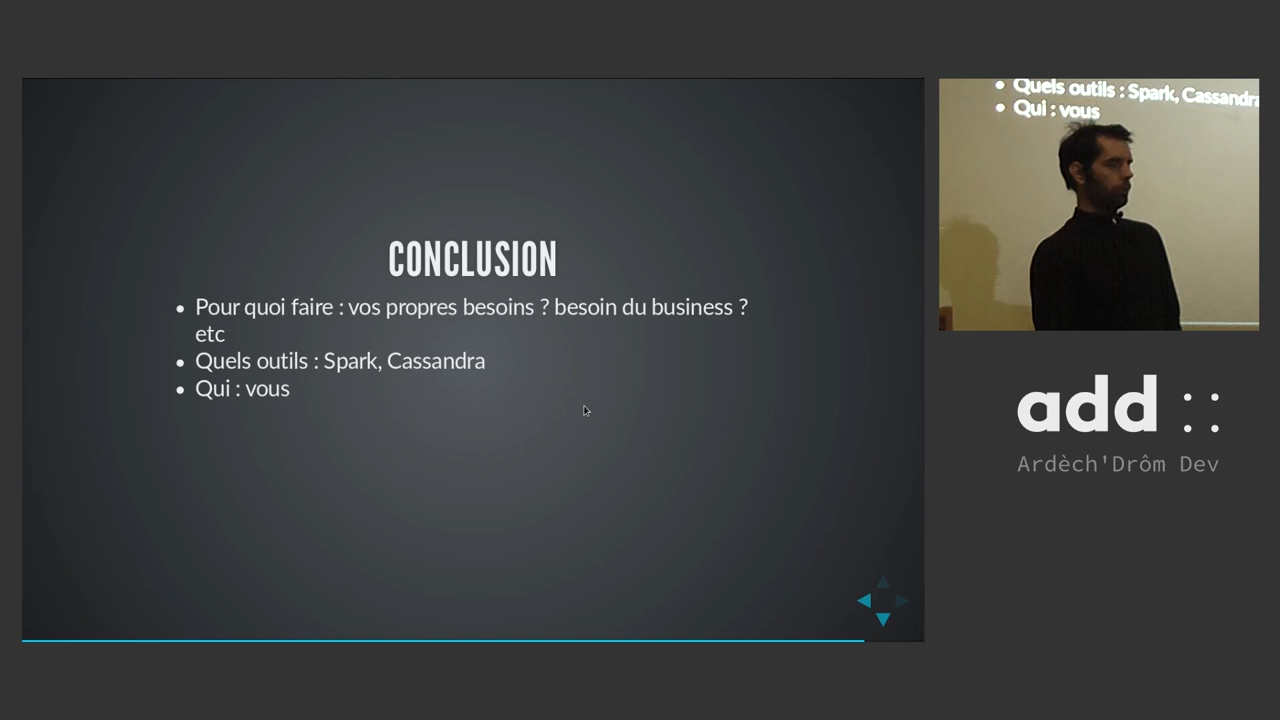 CONCLUSION
• Pour quoi faire : vos propres besoins ? besoin du business ?
etc
• Quels outils : Spark, Cassandra
• Qui : vous
• Quels outils : Spark, Cassandra
• Qui : vous
add ::
Ardèch'Drôm Dev